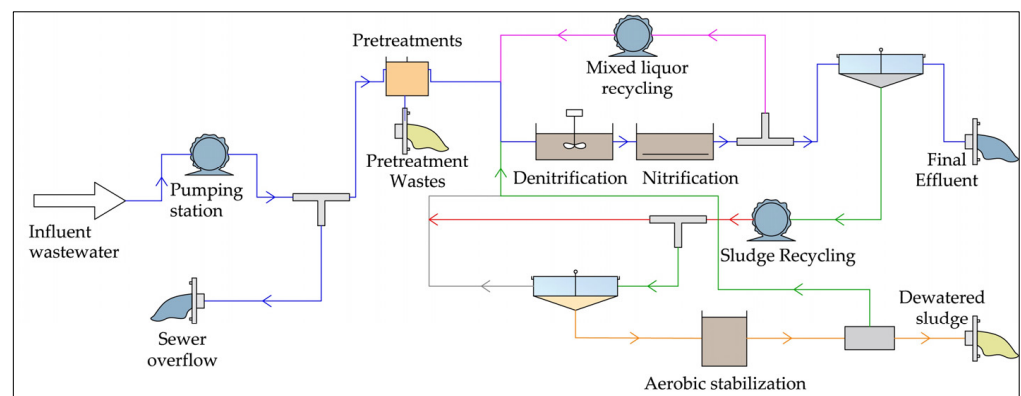 Pretreatments
Mixed liquor
recycling
Pumping
station
Pretreatment
Wastes
Denitrification
Nitrification
Final
Effluent
Influent
wastewater
Sludge Recycling
Sewer
overflow
Dewatered
sludge
Aerobic stabilization